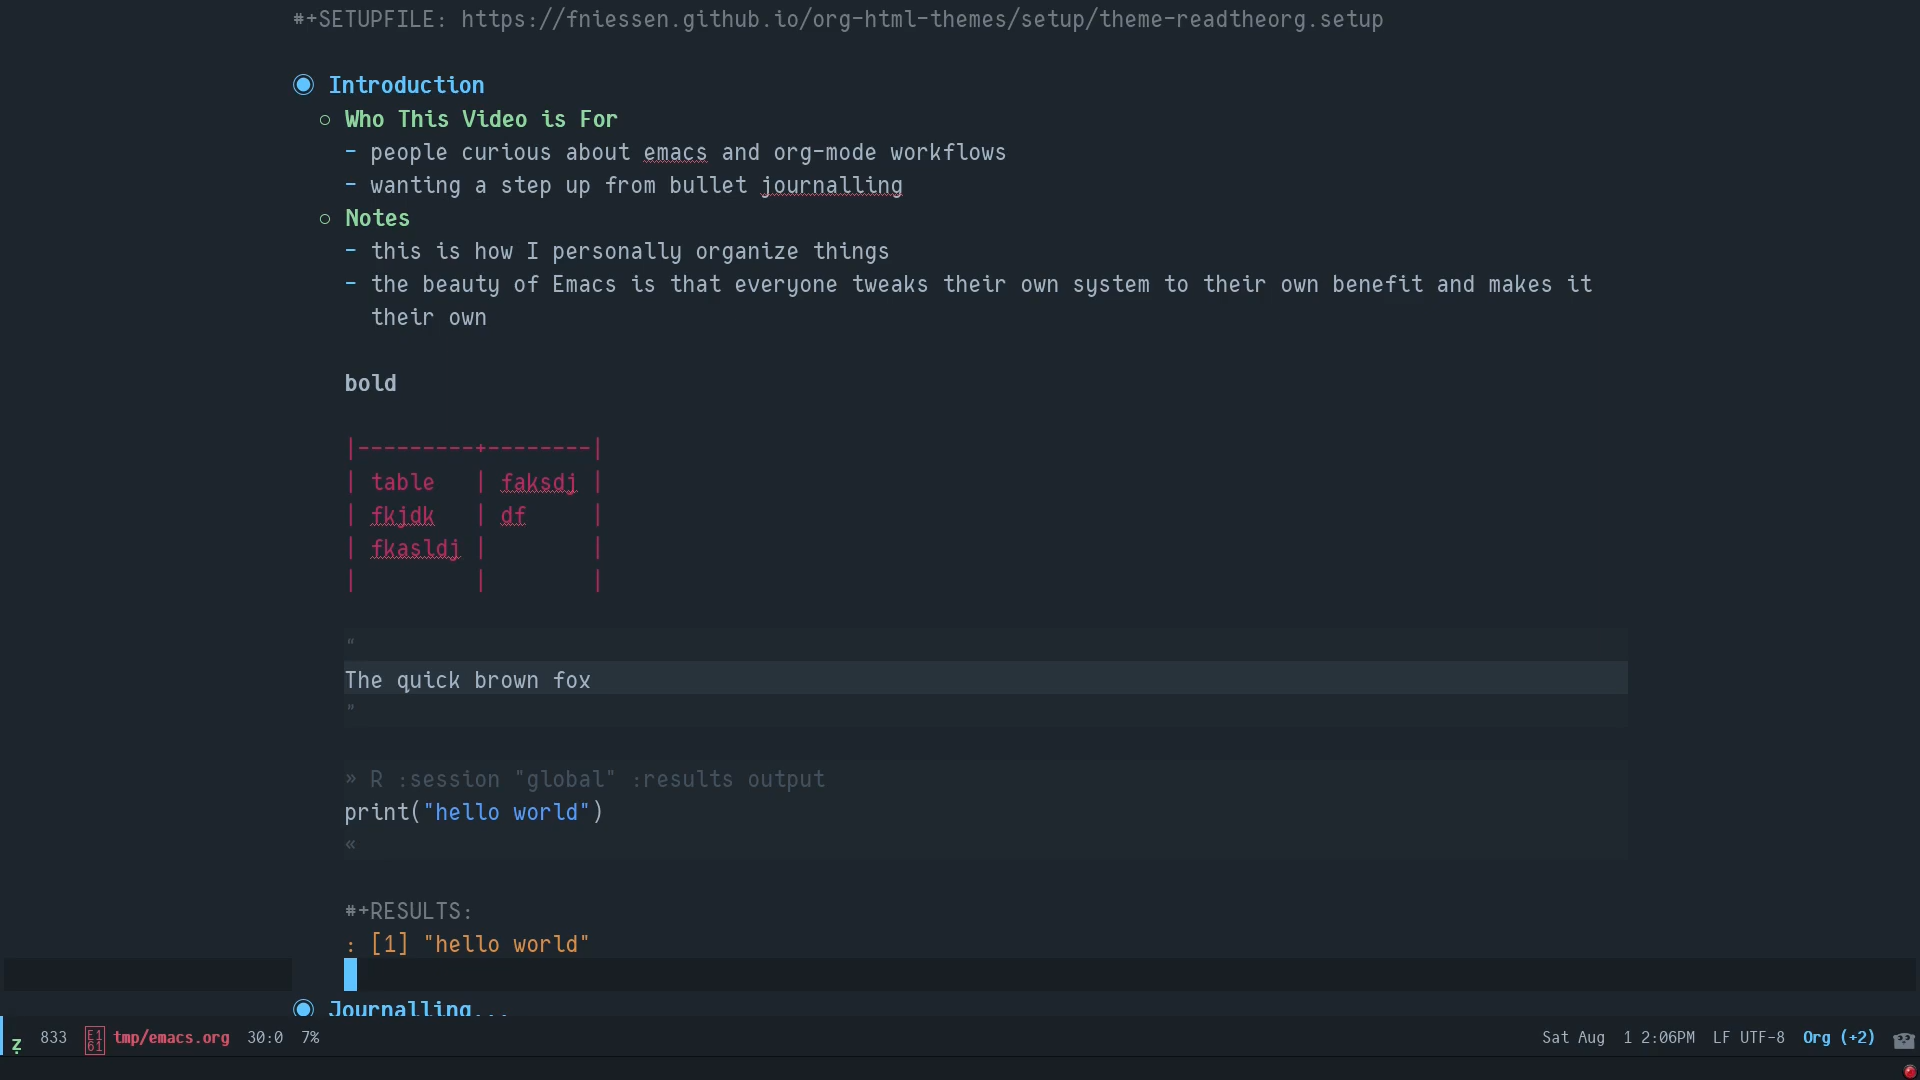 #+SETUPFILE: https://fniessen.github.io/org-html-themes/setup/theme-readtheorg.setup
Introduction
Who This Video is For
- people curious about emacs and org-mode workflows
- wanting a step up from bullet journalling
Notes
- this is how I personally organize things
- the beauty of Emacs is that everyone tweaks their own system to their own benefit and makes it
their own
bold
|---------+--------|
| table | faksdj |
| fkjdk | df |
| fkasldj | |
| | |
“
The quick brown fox
”
» R :session "global" :results output
print("hello world")
«
#+RESULTS:
: [1] "hello world"
Journalling...
833 E161 tmp/emacs.org 30:0 7% Sat Aug 1 2:06PM LF UTF-8 Org (+2)